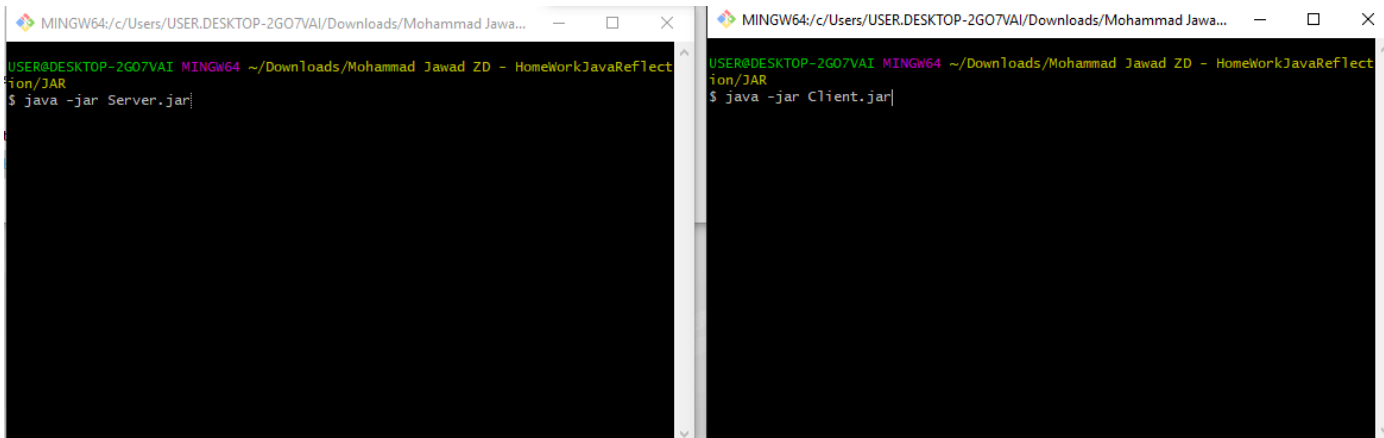 MINGW64:/c/Users/USER.DESKTOP-2GO7VAI/Downloads/Mohammad Jawa...
USER@DESKTOP-2GO7VAI MINGW64 ~/Downloads/Mohammad Jawad ZD - HomeWorkJavaReflect
ion/JAR
$ java -jar Server.jar
MINGW64:/c/Users/USER.DESKTOP-2GO7VAI/Downloads/Mohammad Jawa...
USER@DESKTOP-2GO7VAI MINGW64 ~/Downloads/Mohammad Jawad ZD - HomeWorkJavaReflect
ion/JAR
$ java -jar Client.jar